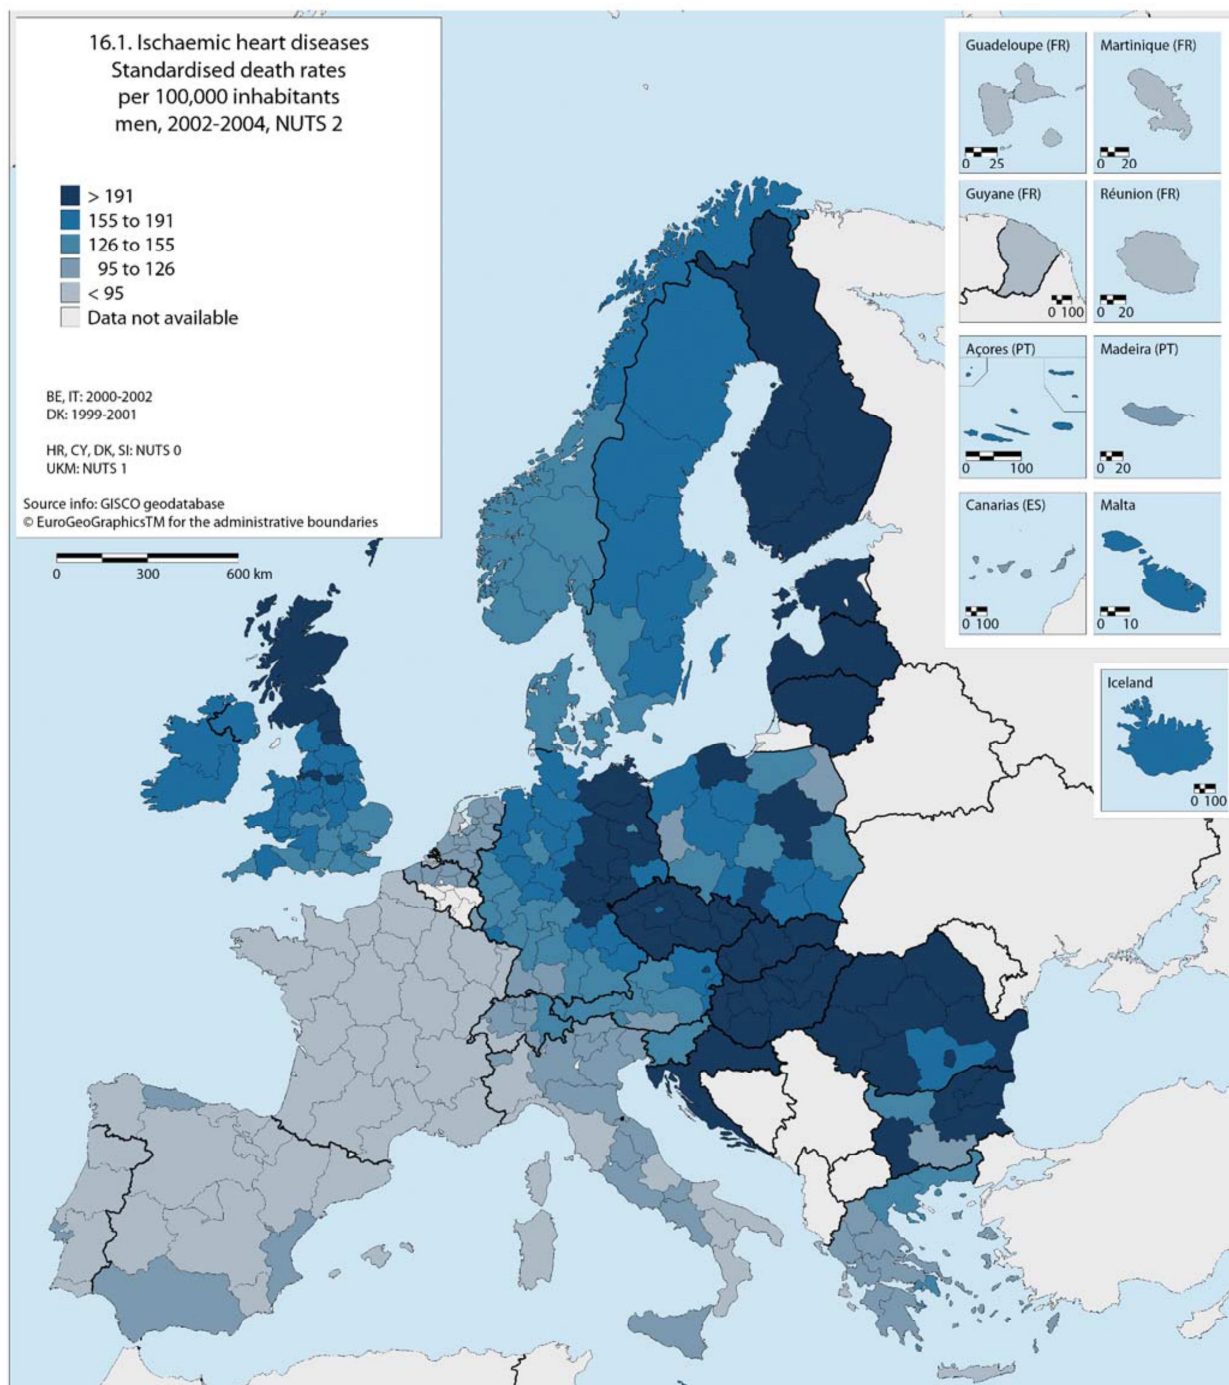 16.1. Ischaemic heart diseases
Standardised death rates
per 100,000 inhabitants
men, 2002-2004, NUTS 2
> 191
155 to 191
126 to 155
95 to 126
< 95
Data not available
BE, IT: 2000-2002
DK: 1999-2001
HR, CY, DK, SI: NUTS 0
UKM: NUTS 1
Source info: GISCO geodatabase
© EuroGeoGraphicsTM for the administrative boundaries
0 300 600 km
Guadeloupe (FR)
0 25
Martinique (FR)
0 20
Guyane (FR)
0 100
Réunion (FR)
0 20
Açores (PT)
0 100
Madeira (PT)
0 20
Canarias (ES)
0 100
Malta
0 10
Iceland
0 100